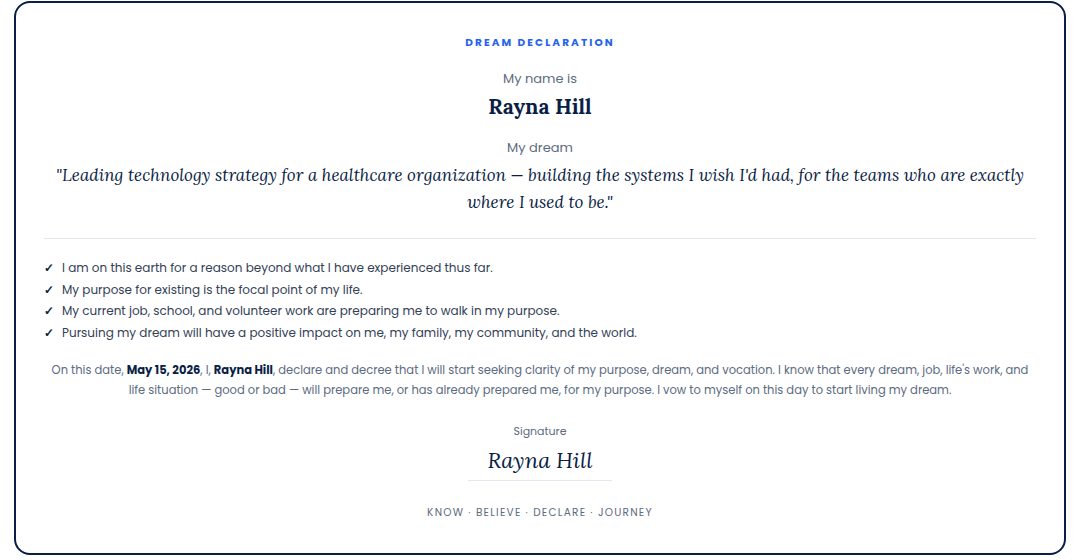 DREAM DECLARATION
My name is
Rayna Hill
My dream
"Leading technology strategy for a healthcare organization — building the systems I wish I'd had, for the teams who are exactly
where I used to be."
✓ I am on this earth for a reason beyond what I have experienced thus far.
✓ My purpose for existing is the focal point of my life.
✓ My current job, school, and volunteer work are preparing me to walk in my purpose.
✓ Pursuing my dream will have a positive impact on me, my family, my community, and the world.
On this date, May 15, 2026, I, Rayna Hill, declare and decree that I will start seeking clarity of my purpose, dream, and vocation. I know that every dream, job, life's work, and
life situation — good or bad — will prepare me, or has already prepared me, for my purpose. I vow to myself on this day to start living my dream.
Signature
Rayna Hill
KNOW · BELIEVE · DECLARE · JOURNEY